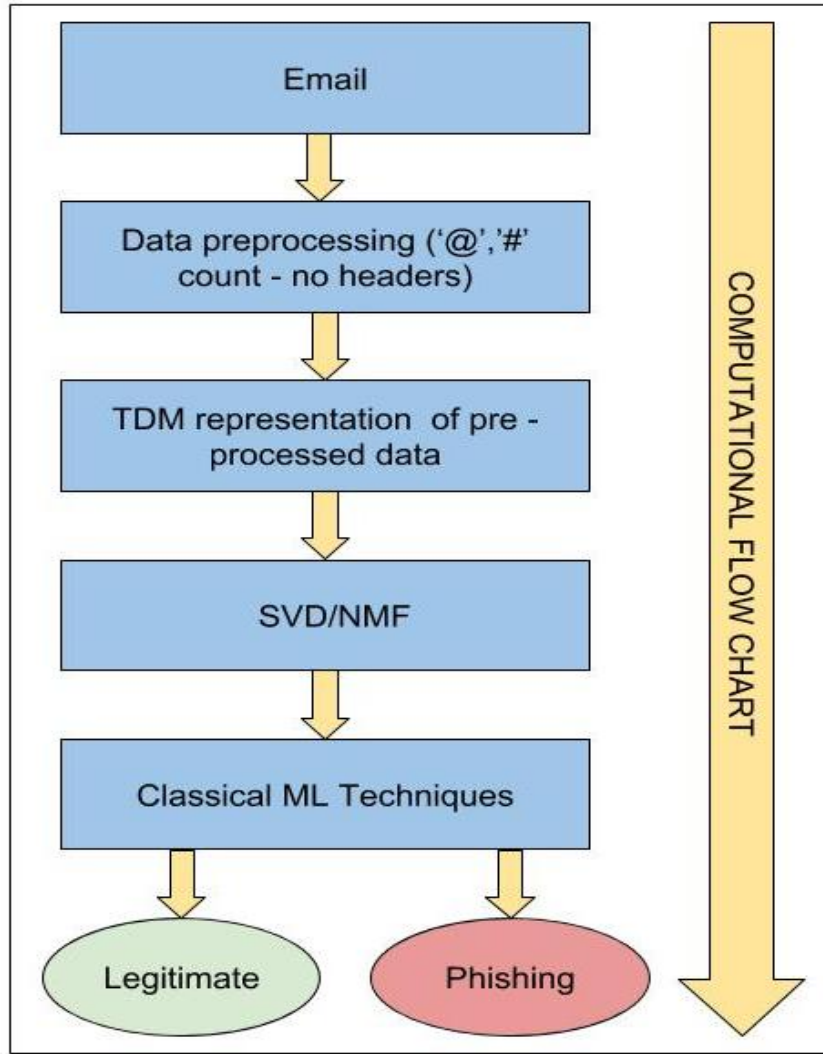 Email
Data preprocessing (‘@’,’#’
count - no headers)
TDM representation of pre -
processed data
SVD/NMF
Classical ML Techniques
Legitimate
Phishing
COMPUTATIONAL FLOW CHART